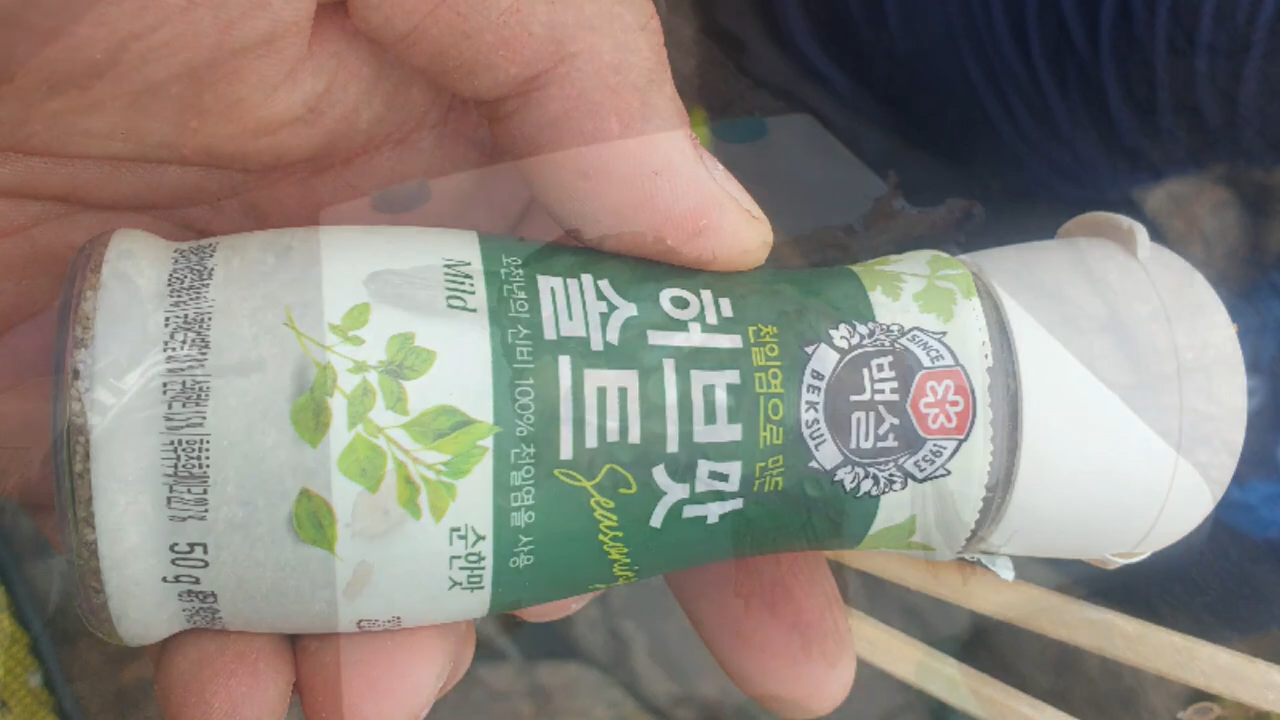 SINCE
1953
백설
BEKSUL
천일염으로 만든
허브맛
솔트
Seasoning
오천년의 신비 100% 천일염을 사용
Mild
순한맛
50 g